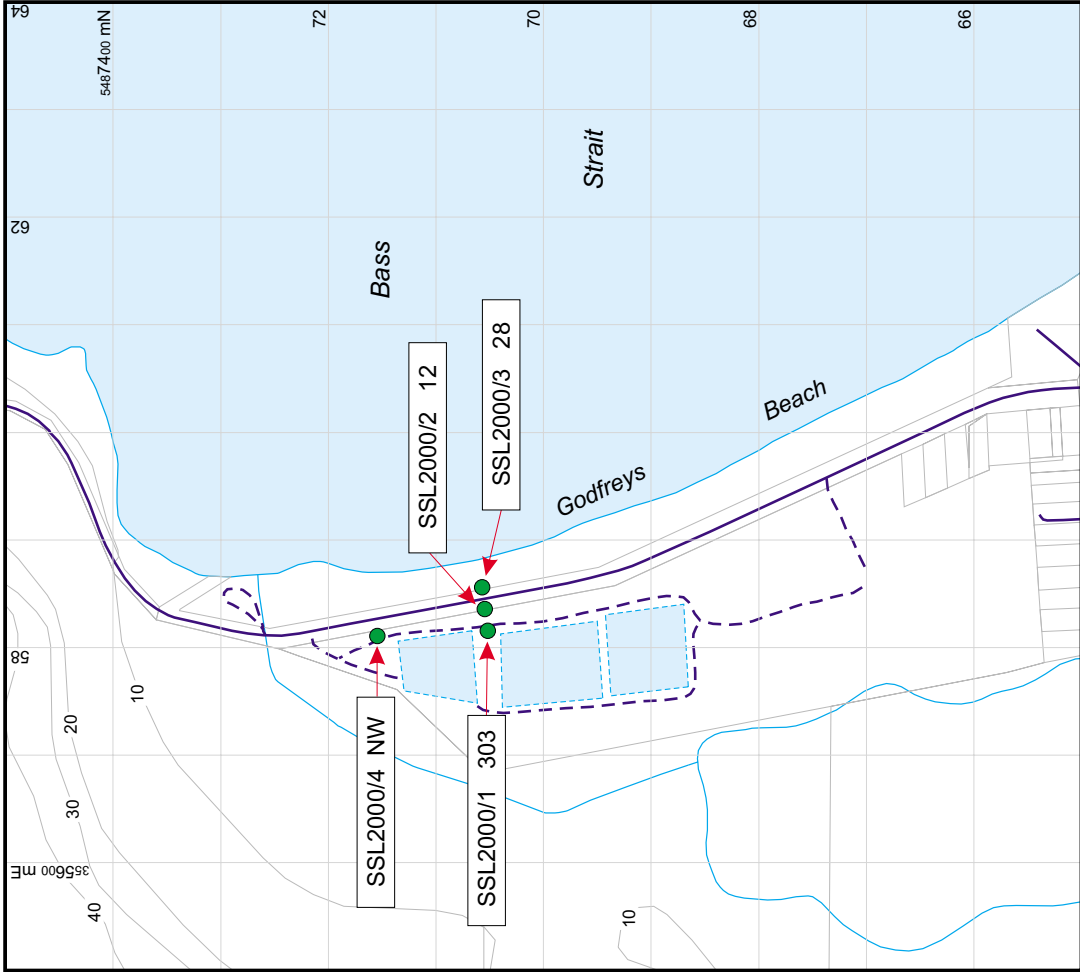 64
5487400 mN
72
70
68
66
Strait
62
Bass
SSL2000/3 28
SSL2000/2 12
Beach
Godfreys
58
10
20
SSL2000/4 NW
SSL2000/1 303
30
355600 mE
40
10